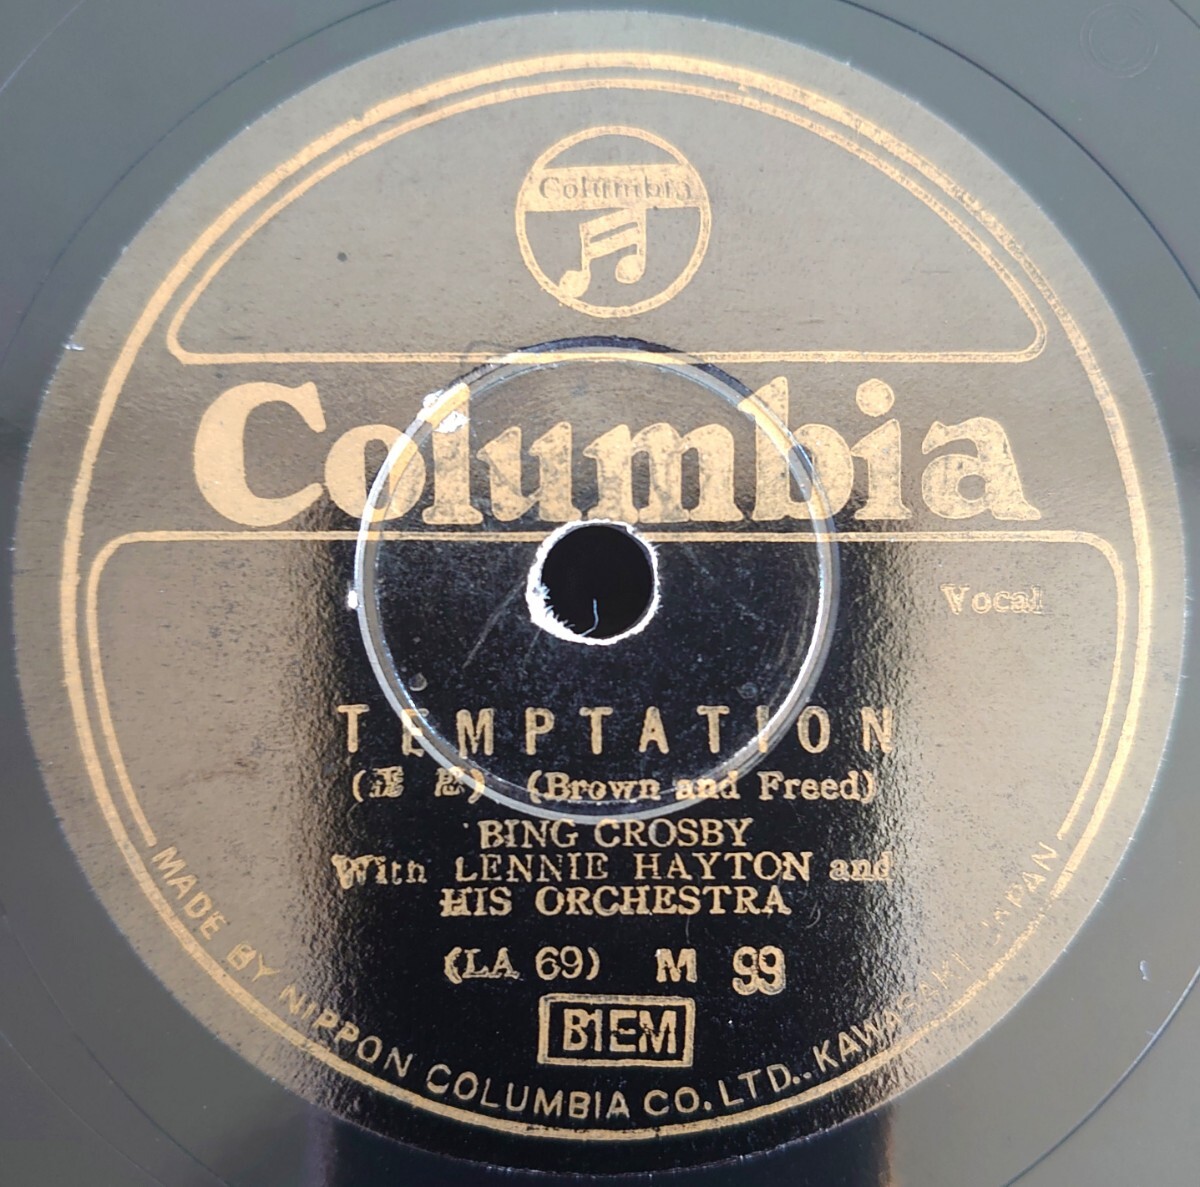 Columbia
Columbia
Vocal
TEMPTATION
(Brown and Freed)
BING CROSBY
With LENNIE HAYTON and
HIS ORCHESTRA
(LA 69) M 99
BIEM
MADE BY NIPPON COLUMBIA CO. LTD., KAWASAKI JAPAN